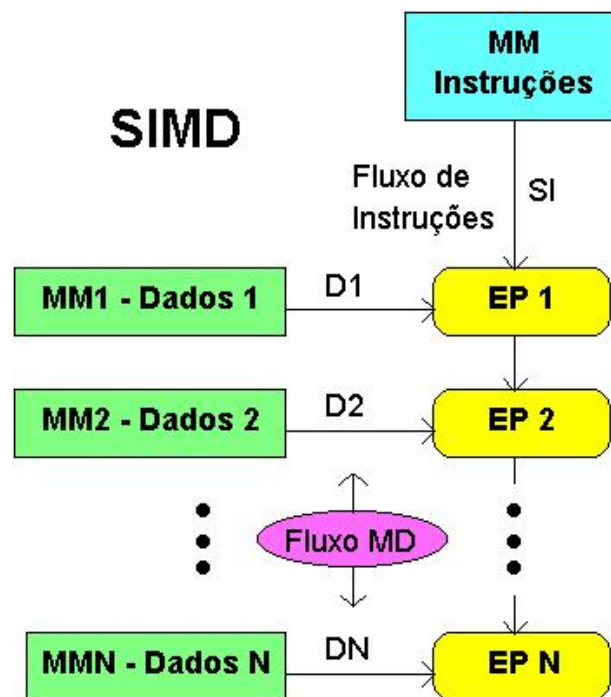 MM
Instruções
SIMD
Fluxo de
Instruções
SI
MM1 - Dados 1
D1
EP 1
MM2 - Dados 2
D2
EP 2
Fluxo MD
MMN - Dados N
DN
EP N